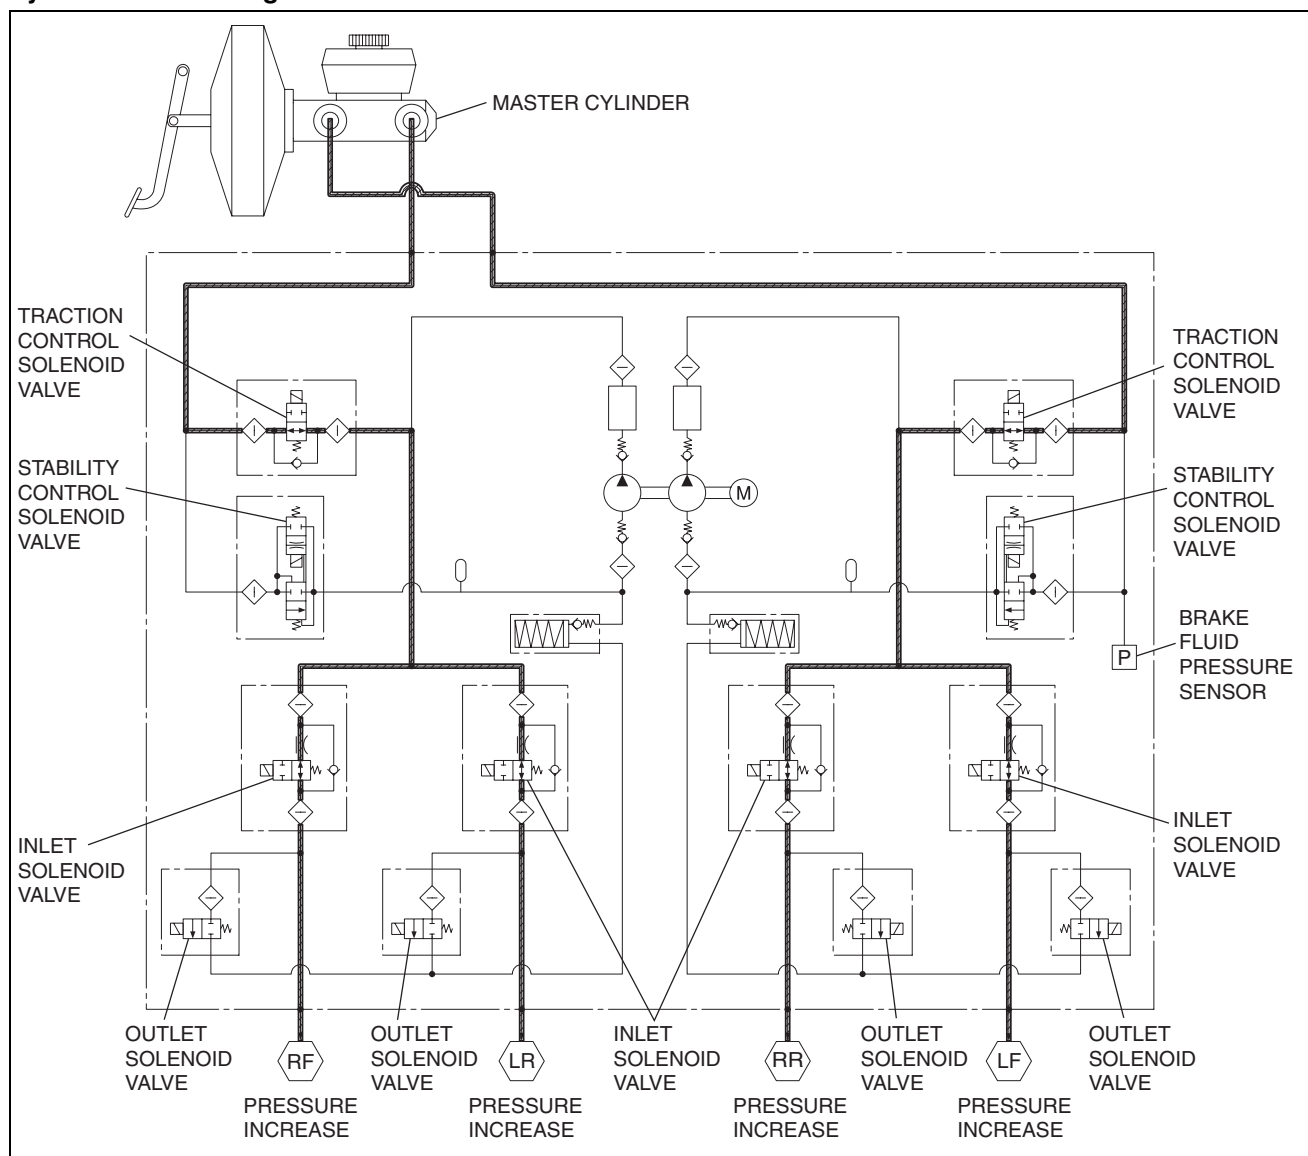 MASTER CYLINDER
TRACTION
CONTROL
SOLENOID
VALVE
TRACTION
CONTROL
SOLENOID
VALVE
STABILITY
CONTROL
SOLENOID
VALVE
STABILITY
CONTROL
SOLENOID
VALVE
M
BRAKE
FLUID
PRESSURE
SENSOR
P
INLET
SOLENOID
VALVE
INLET
SOLENOID
VALVE
OUTLET
SOLENOID
VALVE
RF
OUTLET
SOLENOID
VALVE
LR
INLET
SOLENOID
VALVE
RR
OUTLET
SOLENOID
VALVE
LF
OUTLET
SOLENOID
VALVE
PRESSURE
INCREASE
PRESSURE
INCREASE
PRESSURE
INCREASE
PRESSURE
INCREASE